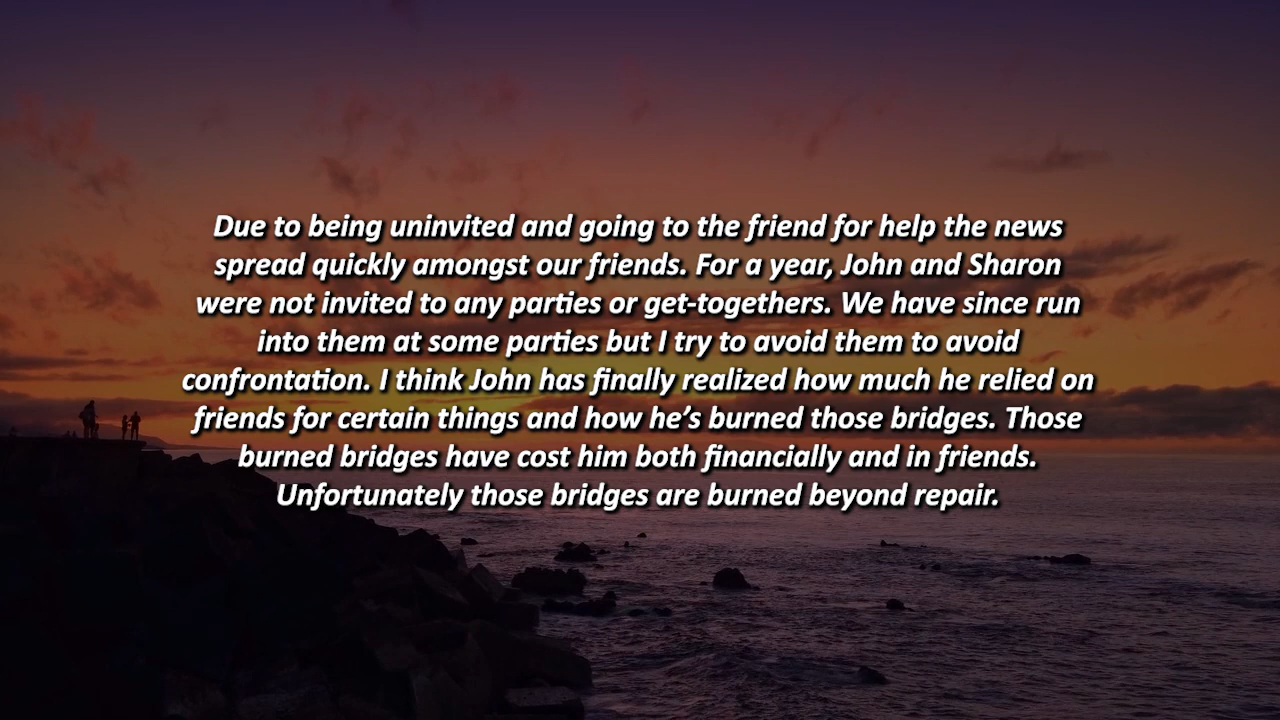 Due to being uninvited and going to the friend for help the news
spread quickly amongst our friends. For a year, John and Sharon
were not invited to any parties or get-togethers. We have since run
into them at some parties but I try to avoid them to avoid
confrontation. I think John has finally realized how much he relied on
friends for certain things and how he’s burned those bridges. Those
burned bridges have cost him both financially and in friends.
Unfortunately those bridges are burned beyond repair.